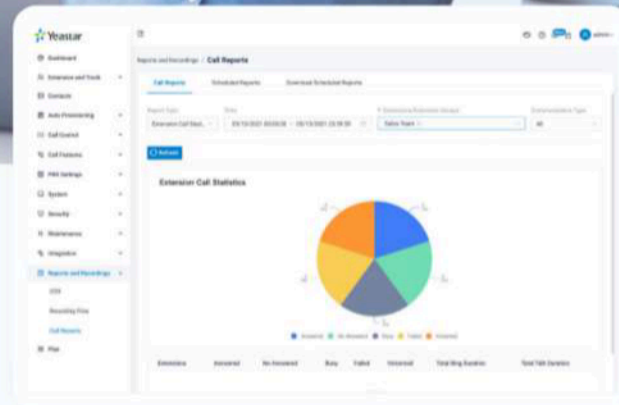 Yeastar
admin
Dashboard
Reports and Recordings / Call Reports
Extension and Trunk
Call Reports Scheduled Reports Download Scheduled Reports
Contacts
Auto Provisioning
Report Type Time
Call Control
Extension Call Stati... Sales Team All
Call Features
PBX Settings
Refresh
System
Extension Call Statistics
Security
Maintenance
Integration
Reports and Recordings
CDR
Recording Files
Call Reports
Answered No Answered Busy Failed Voicemail
Plan
Extensions Answered No Answered Busy Failed Voicemail Total Ring Duration Total Talk Duration